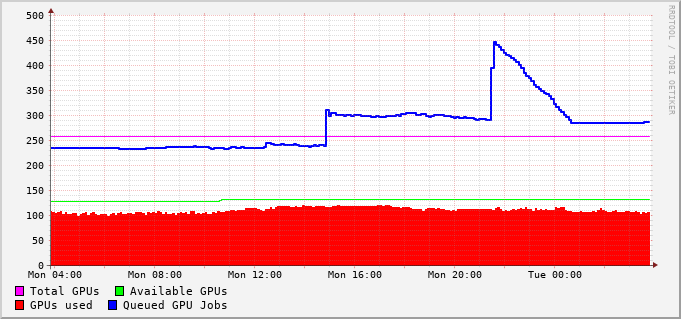 RRDTOOL / TOBI OETIKER
500
450
400
350
300
250
200
150
100
50
0
Mon 04:00 Mon 08:00 Mon 12:00 Mon 16:00 Mon 20:00 Tue 00:00
Total GPUs Available GPUs
GPUs used Queued GPU Jobs